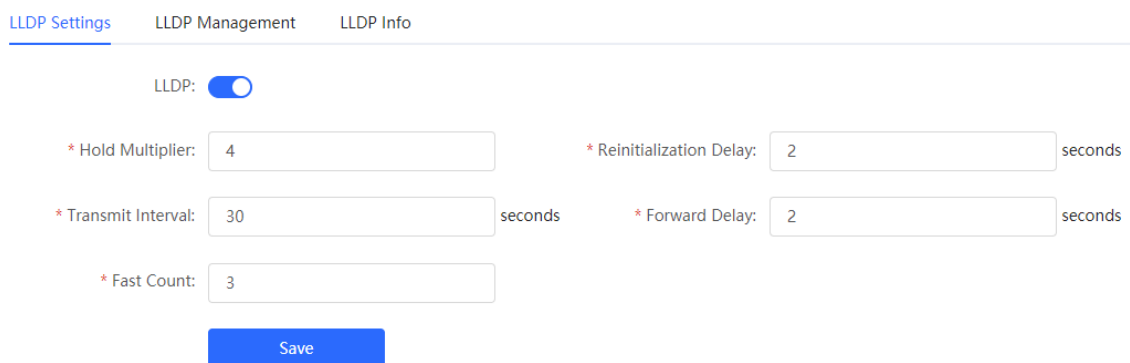 LLDP Settings LLDP Management LLDP Info
LLDP:
* Hold Multiplier: 4 * Reinitialization Delay: 2 seconds
* Transmit Interval: 30 seconds * Forward Delay: 2 seconds
* Fast Count: 3
Save